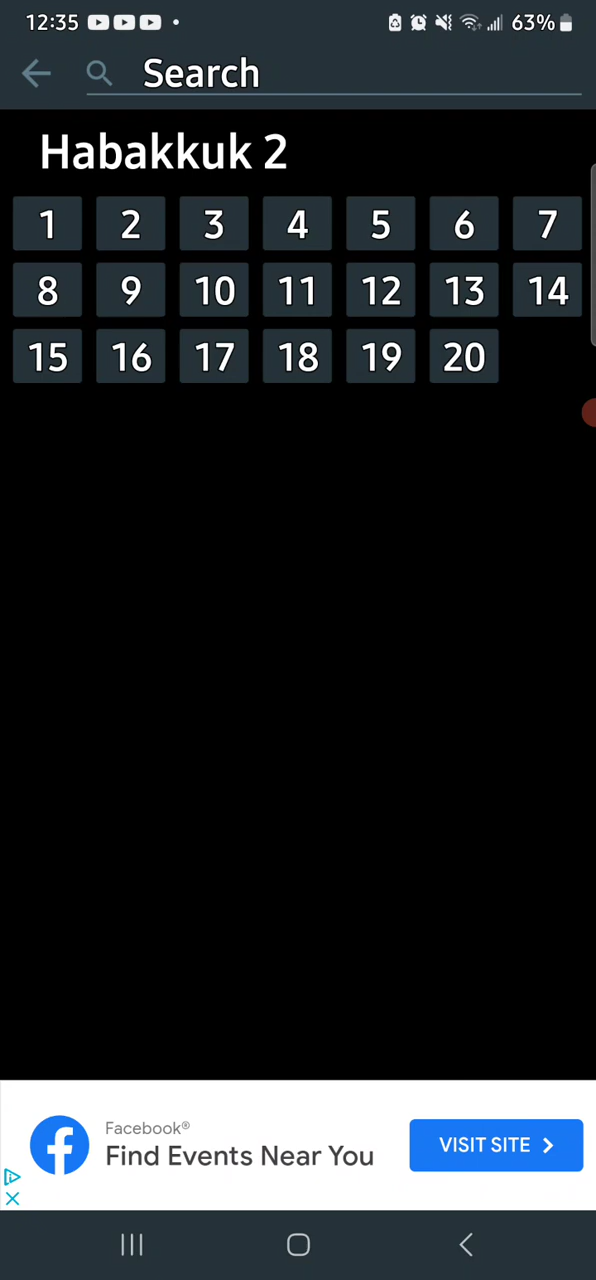 12:35 63%
Search
Habakkuk 2
1 2 3 4 5 6 7
8 9 10 11 12 13 14
15 16 17 18 19 20
Facebook®
Find Events Near You
VISIT SITE